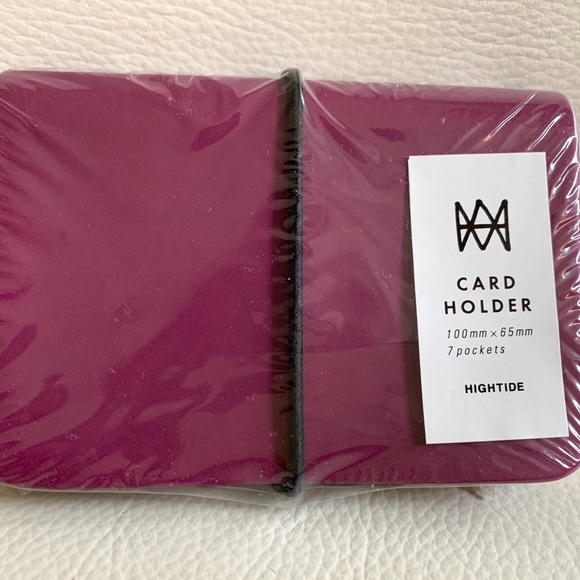 CARD
HOLDER
100mm×65mm
7 pockets
HIGHTIDE